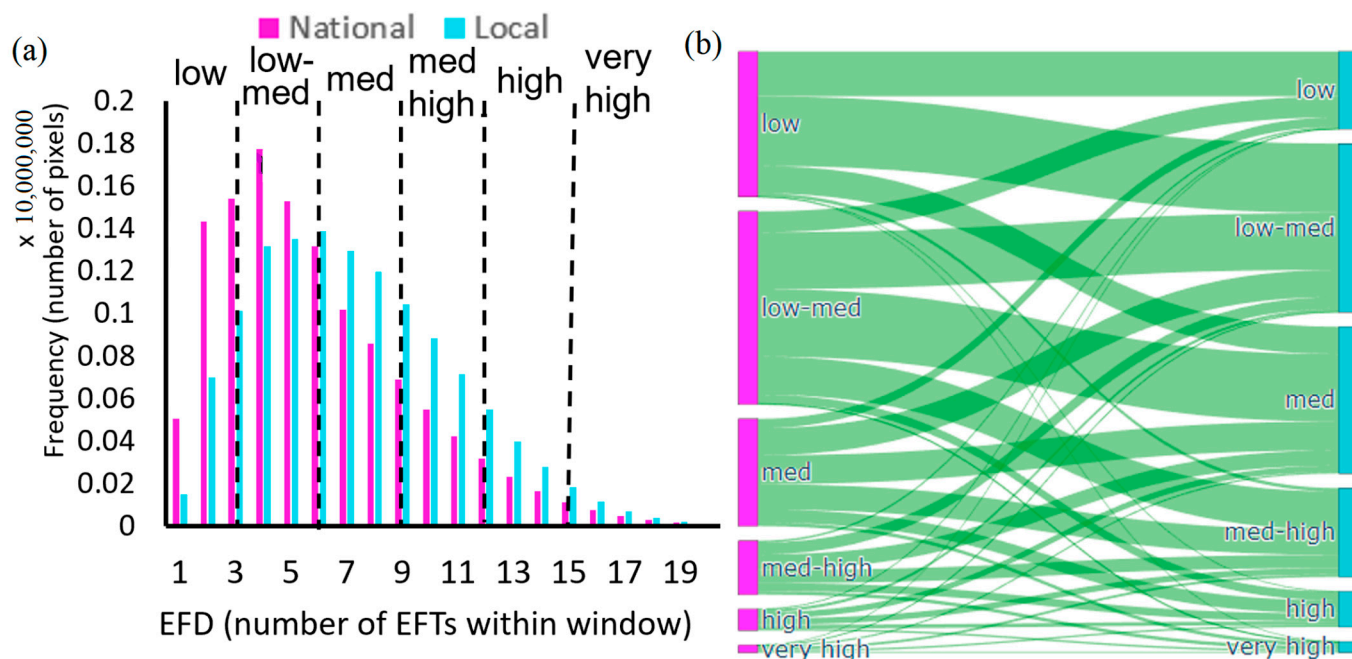 National Local
(a)
low low-med med med high high very high
0.2
0.18
0.16
0.14
0.12
0.1
0.08
0.06
0.04
0.02
0
x 10,000,000
Frequency (number of pixels)
1 3 5 7 9 11 13 15 17 19
EFD (number of EFTs within window)
(b)
low
low-med
med
med-high
high
very high
low
low-med
med
med-high
high
very high